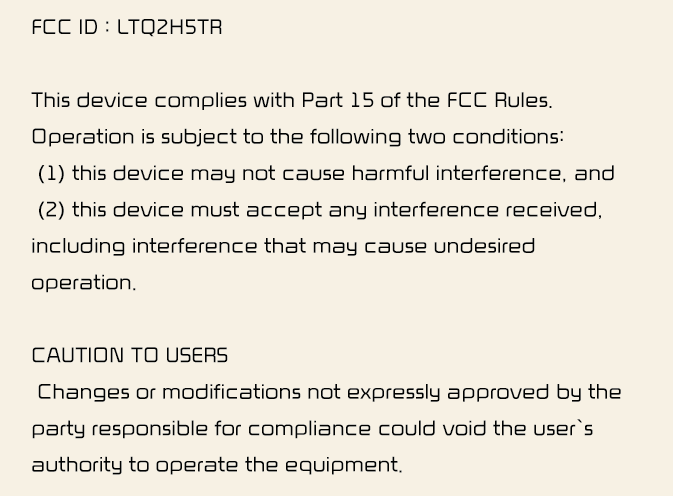 FCC ID : LTQ2H5TR
This device complies with Part 15 of the FCC Rules.
Operation is subject to the following two conditions:
(1) this device may not cause harmful interference, and
(2) this device must accept any interference received,
including interference that may cause undesired
operation.
CAUTION TO USERS
Changes or modifications not expressly approved by the
party responsible for compliance could void the user`s
authority to operate the equipment.